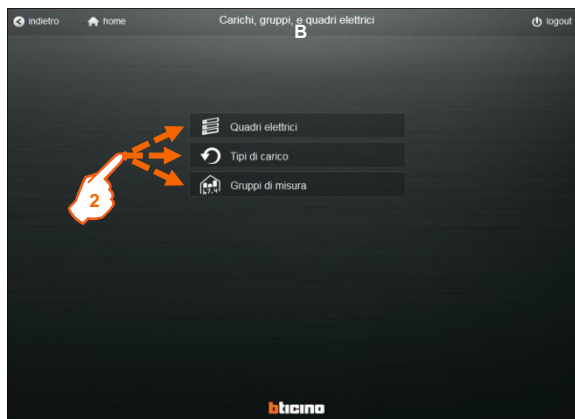 indietro home Carichi, gruppi, e quadri elettrici logout
B
Quadri elettrici
Tipi di carico
Gruppi di misura
2
bticino